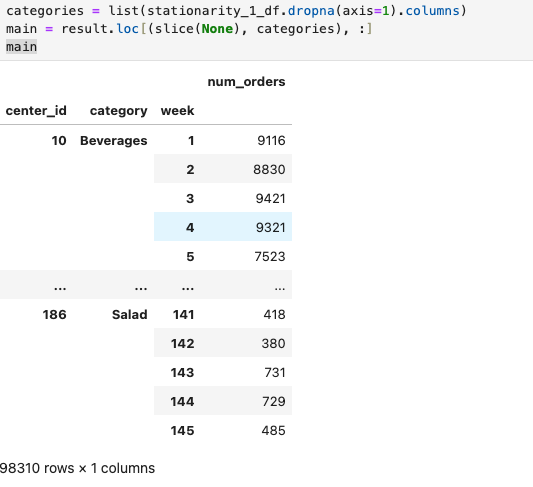 categories = list(stationarity_1_df.dropna(axis=1).columns)
main = result.loc[(slice(None), categories), :]
main
num_orders
center_id category week
10 Beverages 1 9116
2 8830
3 9421
4 9321
5 7523
... ... ... ...
186 Salad 141 418
142 380
143 731
144 729
145 485
98310 rows × 1 columns